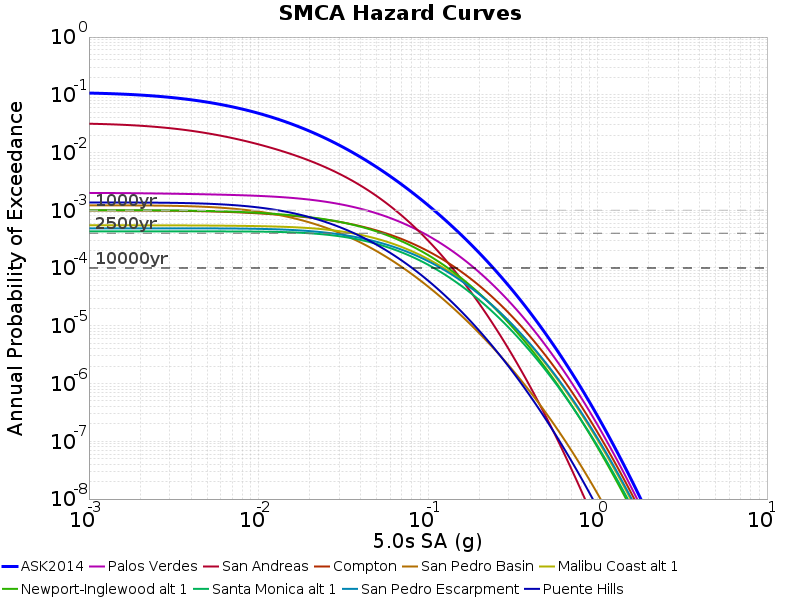 SMCA Hazard Curves
Annual Probability of Exceedance
10^0
10^-1
10^-2
10^-3
10^-4
10^-5
10^-6
10^-7
10^-8
1000yr
2500yr
10000yr
10^-3 10^-2 10^-1 10^0 10^1
5.0s SA (g)
ASK2014 Palos Verdes San Andreas Compton San Pedro Basin Malibu Coast alt 1
Newport-Inglewood alt 1 Santa Monica alt 1 San Pedro Escarpment Puente Hills